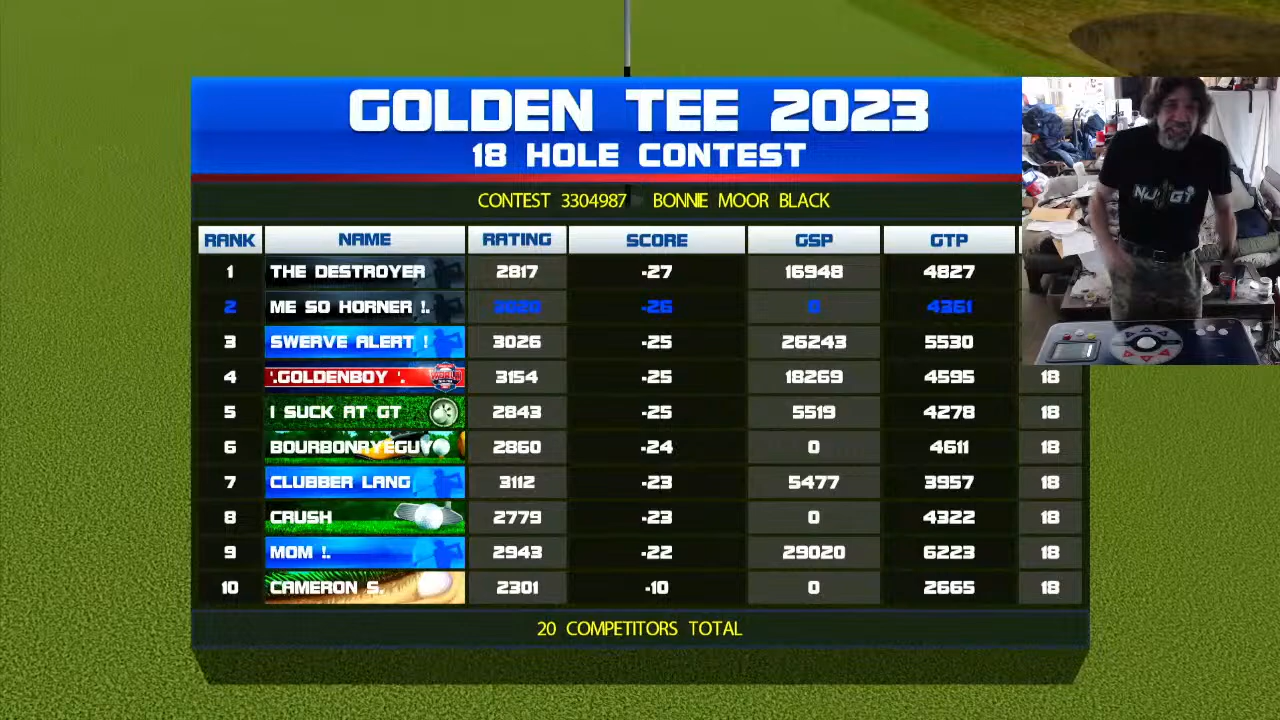 GOLDEN TEE 2023
18 HOLE CONTEST
CONTEST 3304987 BONNIE MOOR BLACK
RANK NAME RATING SCORE GSP GTP
1 THE DESTROYER 2817 -27 16948 4827
2 ME SO HORNER !. -26 0 4361
3 SWERVE ALERT ! 3026 -25 26243 5530
4 '.GOLDENBOY '. 3154 -25 18269 4595 18
5 I SUCK AT GT 2843 -25 5519 4278 18
6 BOURBONRYEGUY 2860 -24 0 4611 18
7 CLUBBER LANG 3112 -23 5477 3957 18
8 CRUSH 2779 -23 0 4322 18
9 MOM !. 2943 -22 29020 6223 18
10 CAMERON S. 2301 -10 0 2665 18
20 COMPETITORS TOTAL